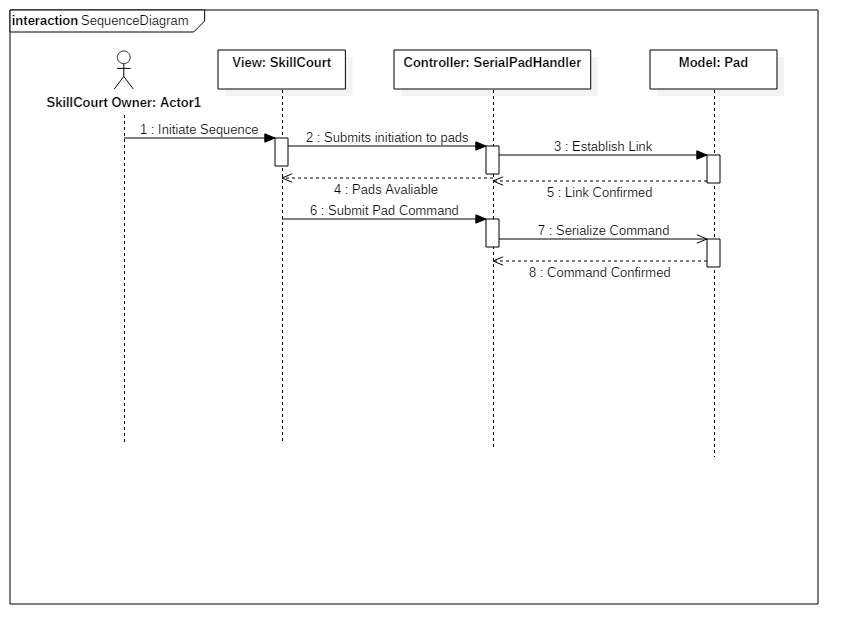 interaction SequenceDiagram
View: SkillCourt
Controller: SerialPadHandler
Model: Pad
SkillCourt Owner: Actor1
1 : Initiate Sequence
2 : Submits initiation to pads
3 : Establish Link
4 : Pads Avaliable
5 : Link Confirmed
6 : Submit Pad Command
7 : Serialize Command
8 : Command Confirmed